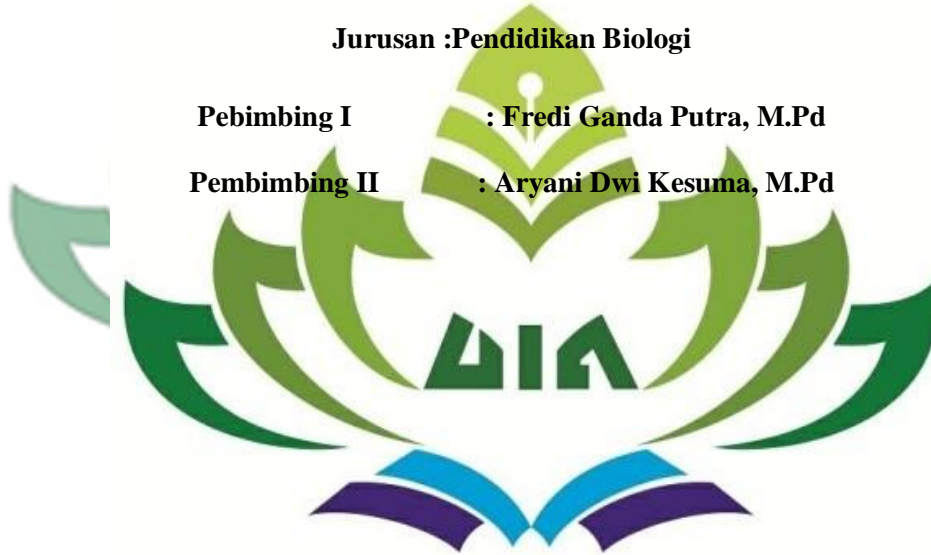 Jurusan :Pendidikan Biologi
Pebimbing I : Fredi Ganda Putra, M.Pd
Pembimbing II : Aryani Dwi Kesuma, M.Pd
UIN